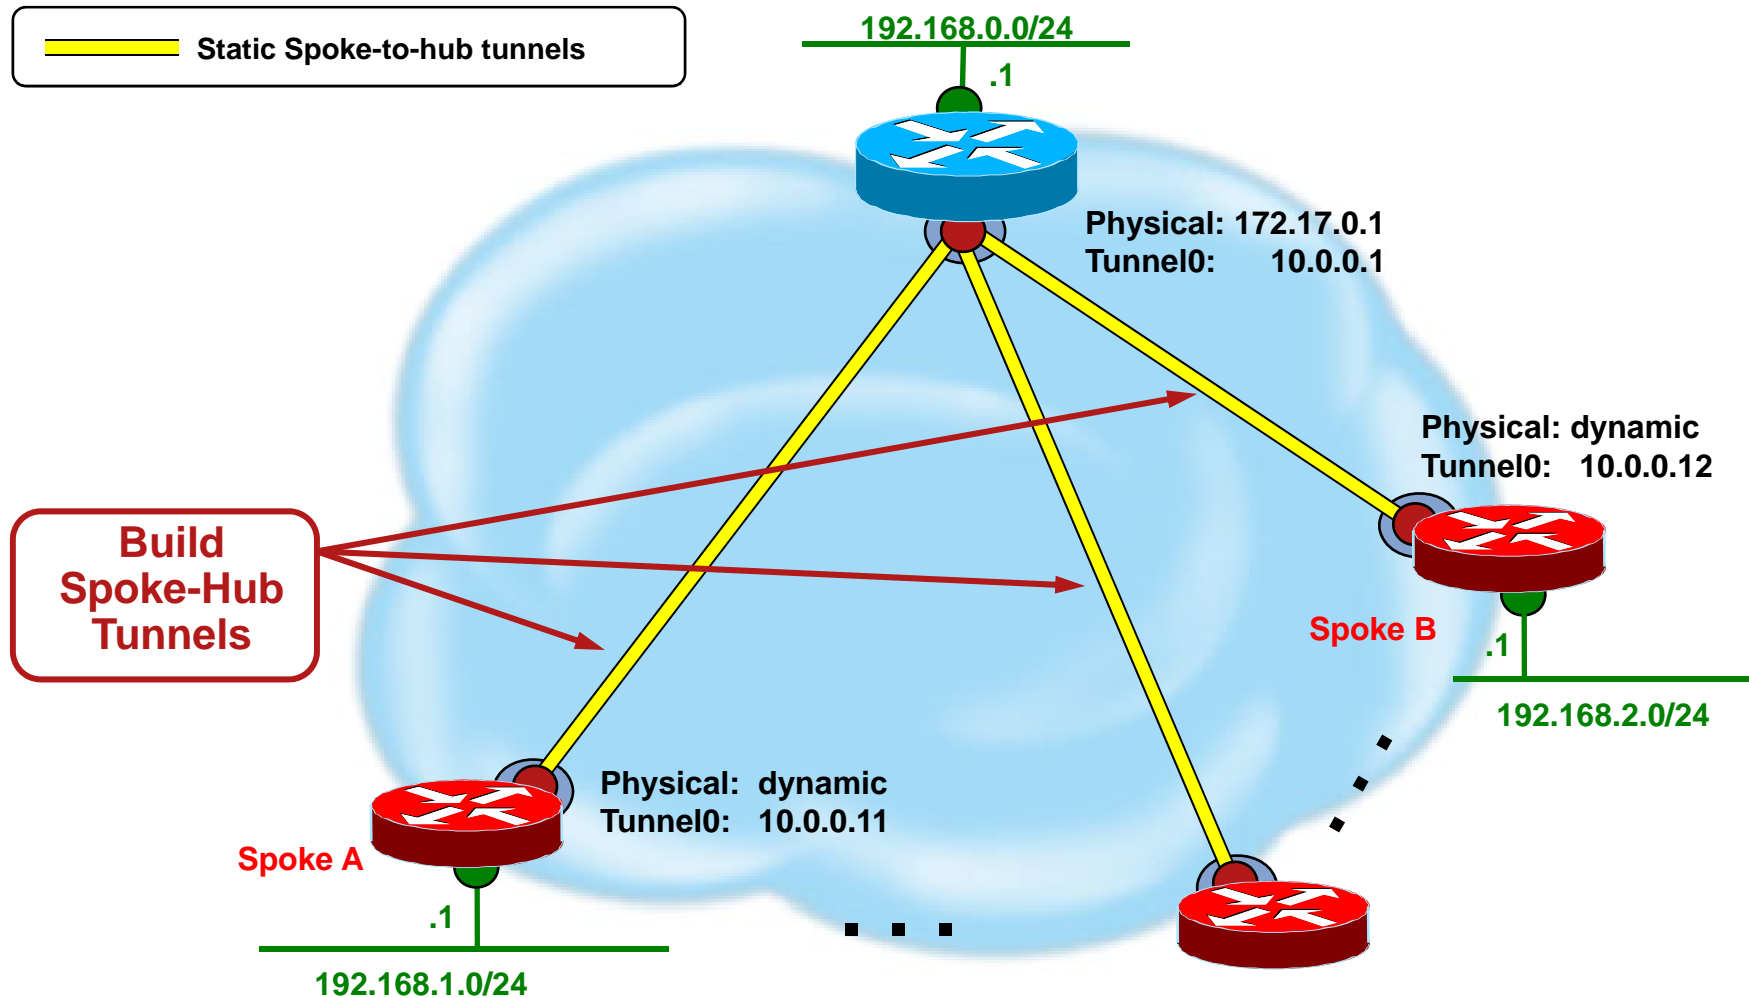 Static Spoke-to-hub tunnels
192.168.0.0/24
.1
Physical: 172.17.0.1
Tunnel0: 10.0.0.1
Physical: dynamic
Tunnel0: 10.0.0.12
Build
Spoke-Hub
Tunnels
Spoke B
.1
192.168.2.0/24
Physical: dynamic
Tunnel0: 10.0.0.11
Spoke A
.1
192.168.1.0/24